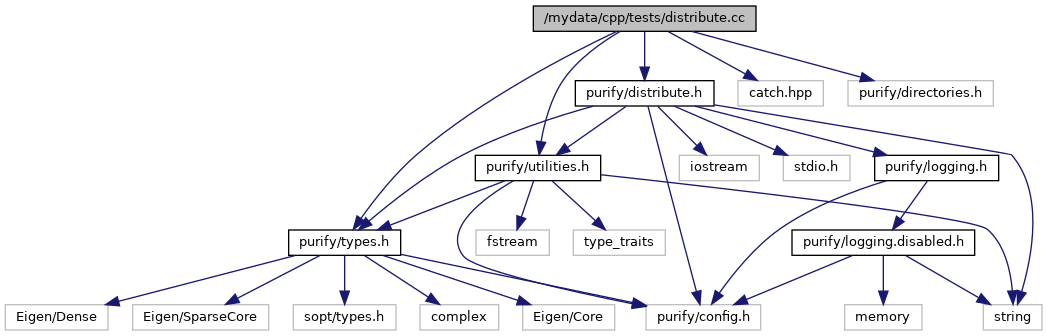 /mydata/cpp/tests/distribute.cc
purify/distribute.h
catch.hpp
purify/directories.h
purify/utilities.h
iostream
stdio.h
purify/logging.h
purify/types.h
fstream
type_traits
purify/logging.disabled.h
Eigen/Dense
Eigen/SparseCore
sopt/types.h
complex
Eigen/Core
purify/config.h
memory
string